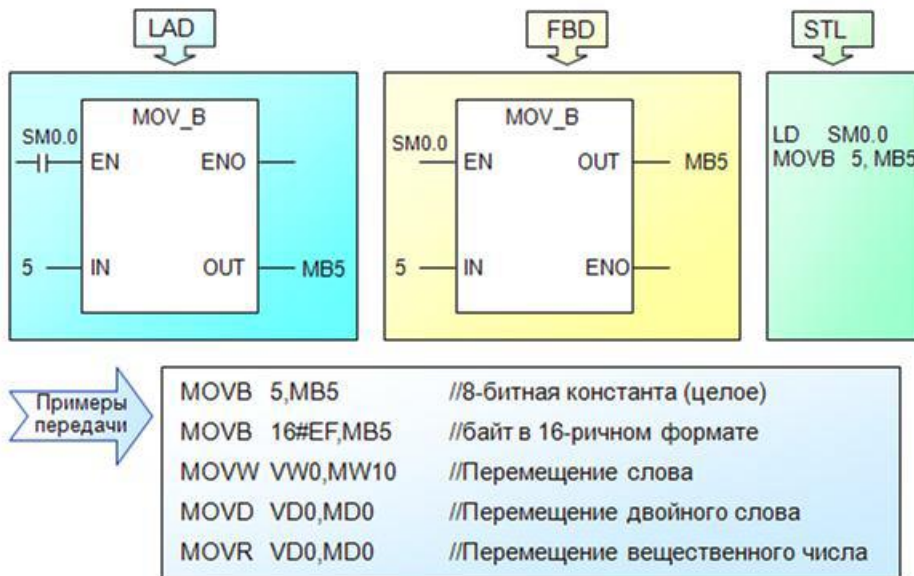 LAD
FBD
STL
MOV_B
SM0.0
EN ENO
5 IN OUT MB5
MOV_B
SM0.0
EN OUT MB5
5 IN ENO
LD SM0.0
MOVB 5, MB5
Примеры
передачи
MOVB 5,MB5 //8-битная константа (целое)
MOVB 16#EF,MB5 //байт в 16-ричном формате
MOVW VW0,MW10 //Перемещение слова
MOVD VD0,MD0 //Перемещение двойного слова
MOVR VD0,MD0 //Перемещение вещественного числа